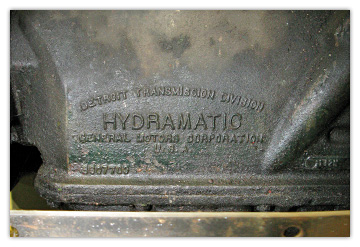 DETROIT TRANSMISSION DIVISION
HYDRAMATIC
GENERAL MOTORS CORPORATION
U.S.A.